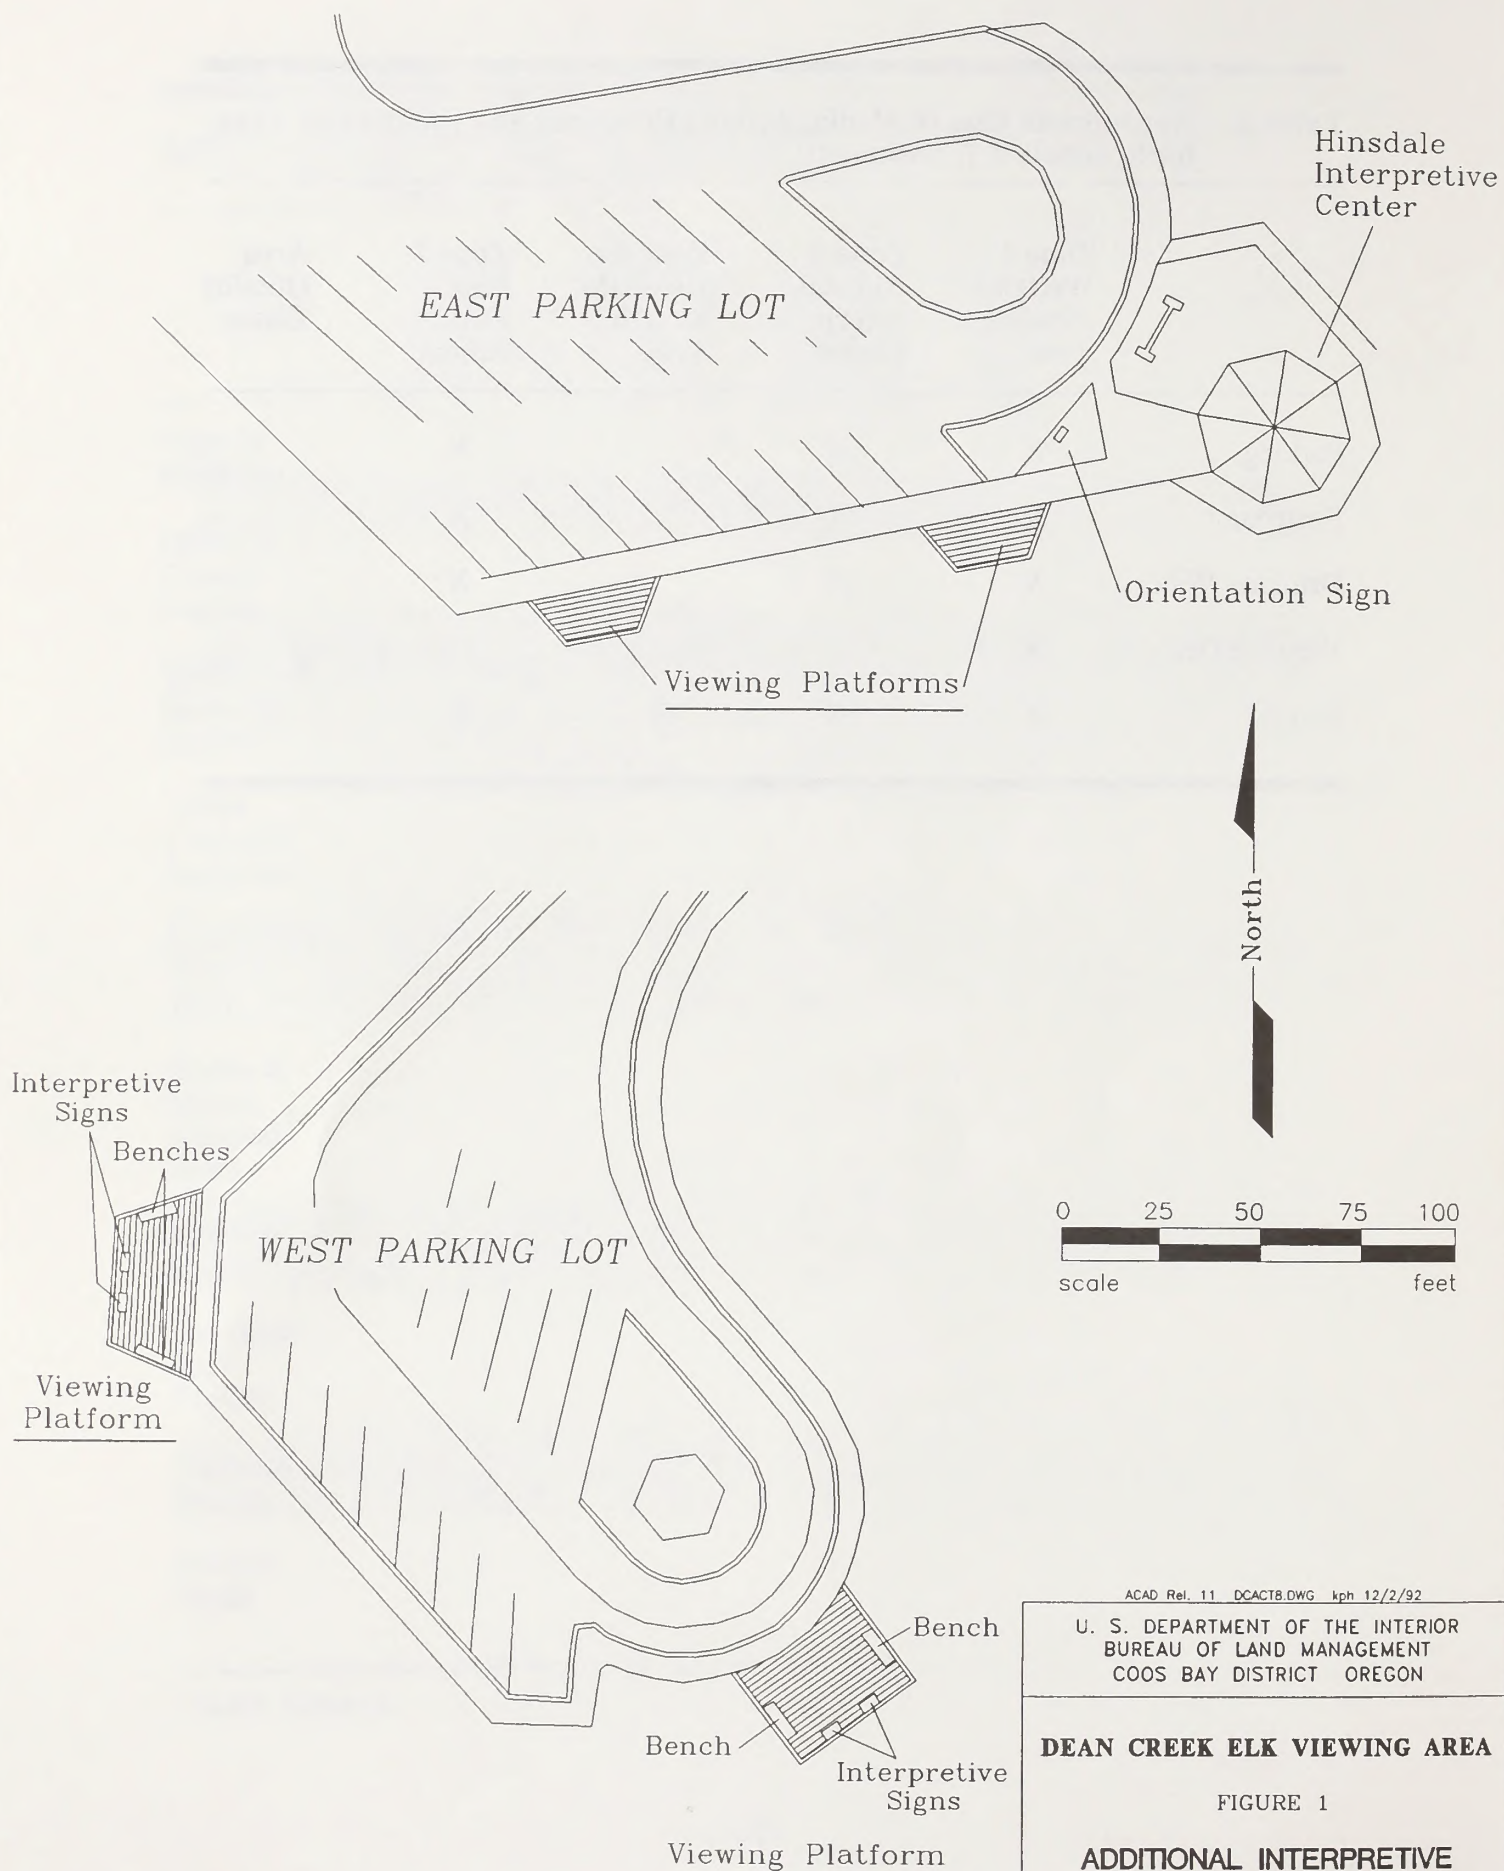 Hinsdale
Interpretive
Center
EAST PARKING LOT
Orientation Sign
Viewing Platforms
North
Interpretive
Signs
Benches
WEST PARKING LOT
0 25 50 75 100
scale feet
Viewing
Platform
Bench
Bench
Interpretive
Signs
Viewing Platform
ACAD Rel. 11 DCACT8.DWG kph 12/2/92
U. S. DEPARTMENT OF THE INTERIOR
BUREAU OF LAND MANAGEMENT
COOS BAY DISTRICT OREGON
DEAN CREEK ELK VIEWING AREA
FIGURE 1
ADDITIONAL INTERPRETIVE